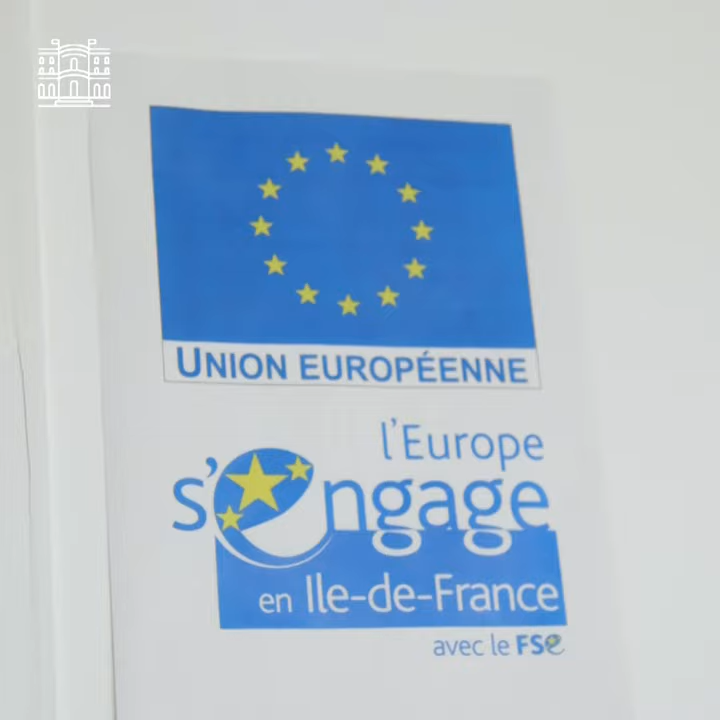 UNION EUROPÉENNE
l'Europe
s'engage
en Ile-de-France
avec le FSe